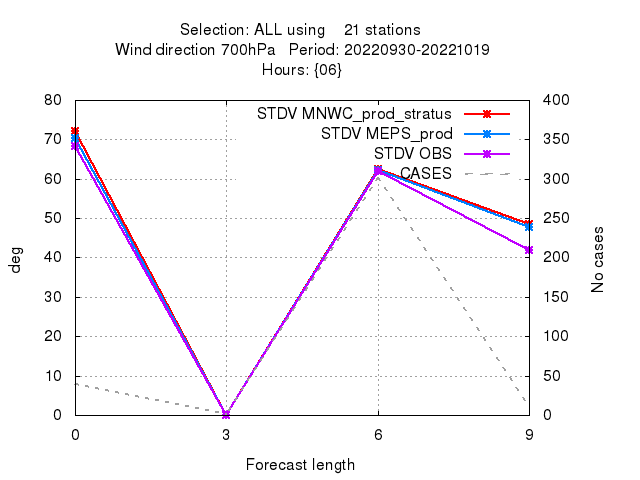 Selection: ALL using    21 stations
Wind direction 700hPa   Period: 20220930-20221019
Hours: {06}
80
70
60
50
40
30
20
10
0
deg
400
350
300
250
200
150
100
50
0
No cases
STDV MNWC_prod_stratus
STDV MEPS_prod
STDV OBS
CASES
0 3 6 9
Forecast length